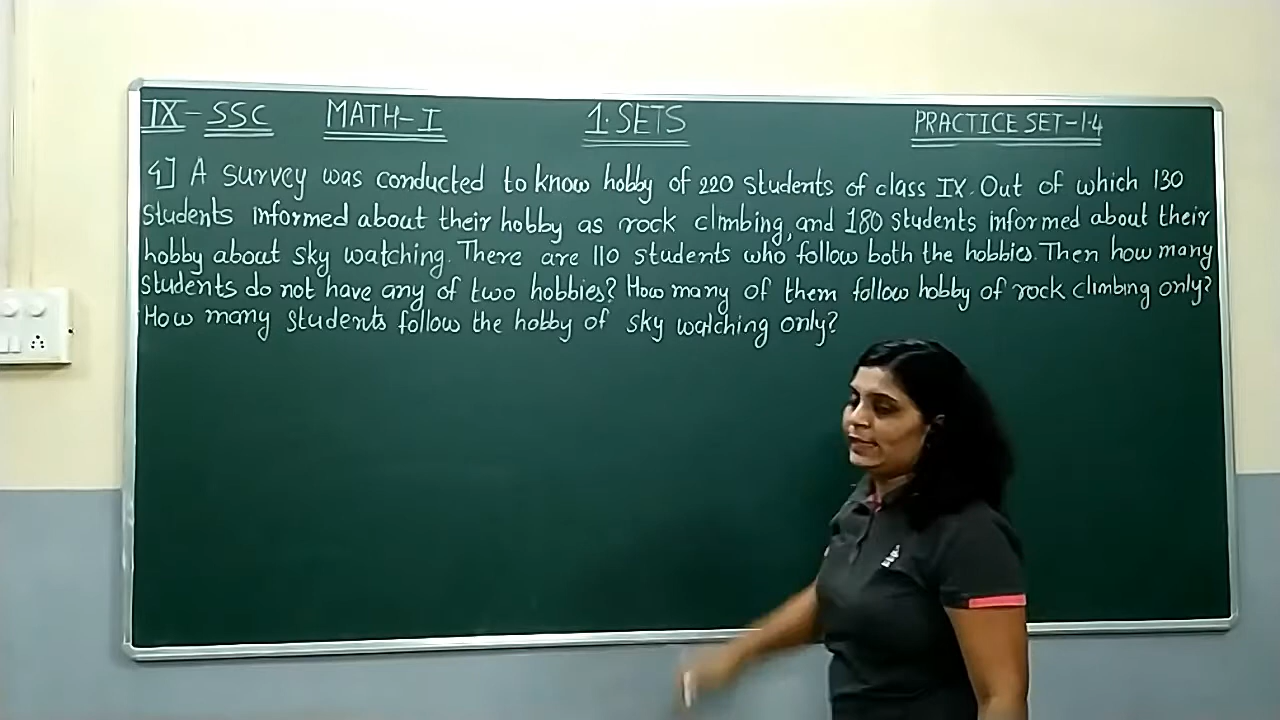 IX - SSC MATH-I 1. SETS PRACTICE SET-1.4
4] A survey was conducted to know hobby of 220 students of class IX. Out of which 130
students informed about their hobby as rock climbing, and 180 students informed about their
hobby about sky watching. There are 110 students who follow both the hobbies. Then how many
students do not have any of two hobbies? How many of them follow hobby of rock climbing only?
How many students follow the hobby of sky watching only?